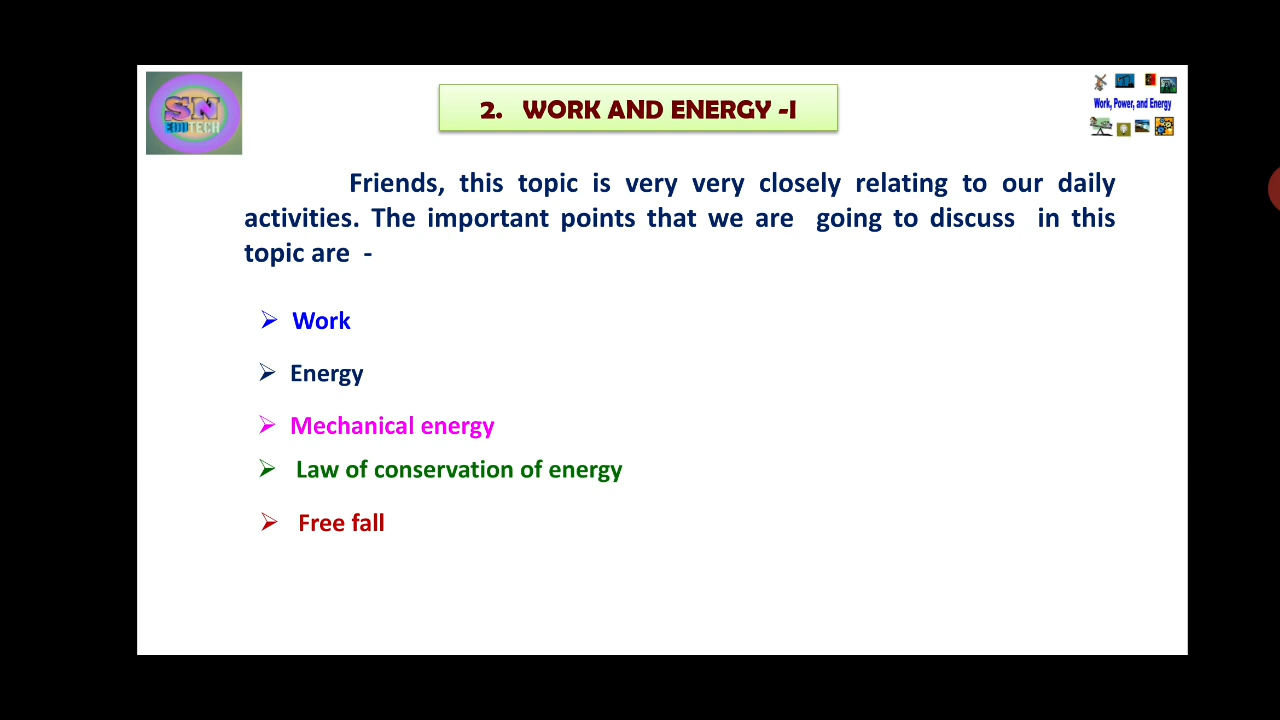 SN
EDUTECH
2. WORK AND ENERGY -I
Work, Power, and Energy
Friends, this topic is very very closely relating to our daily
activities. The important points that we are going to discuss in this
topic are -
Work
Energy
Mechanical energy
Law of conservation of energy
Free fall